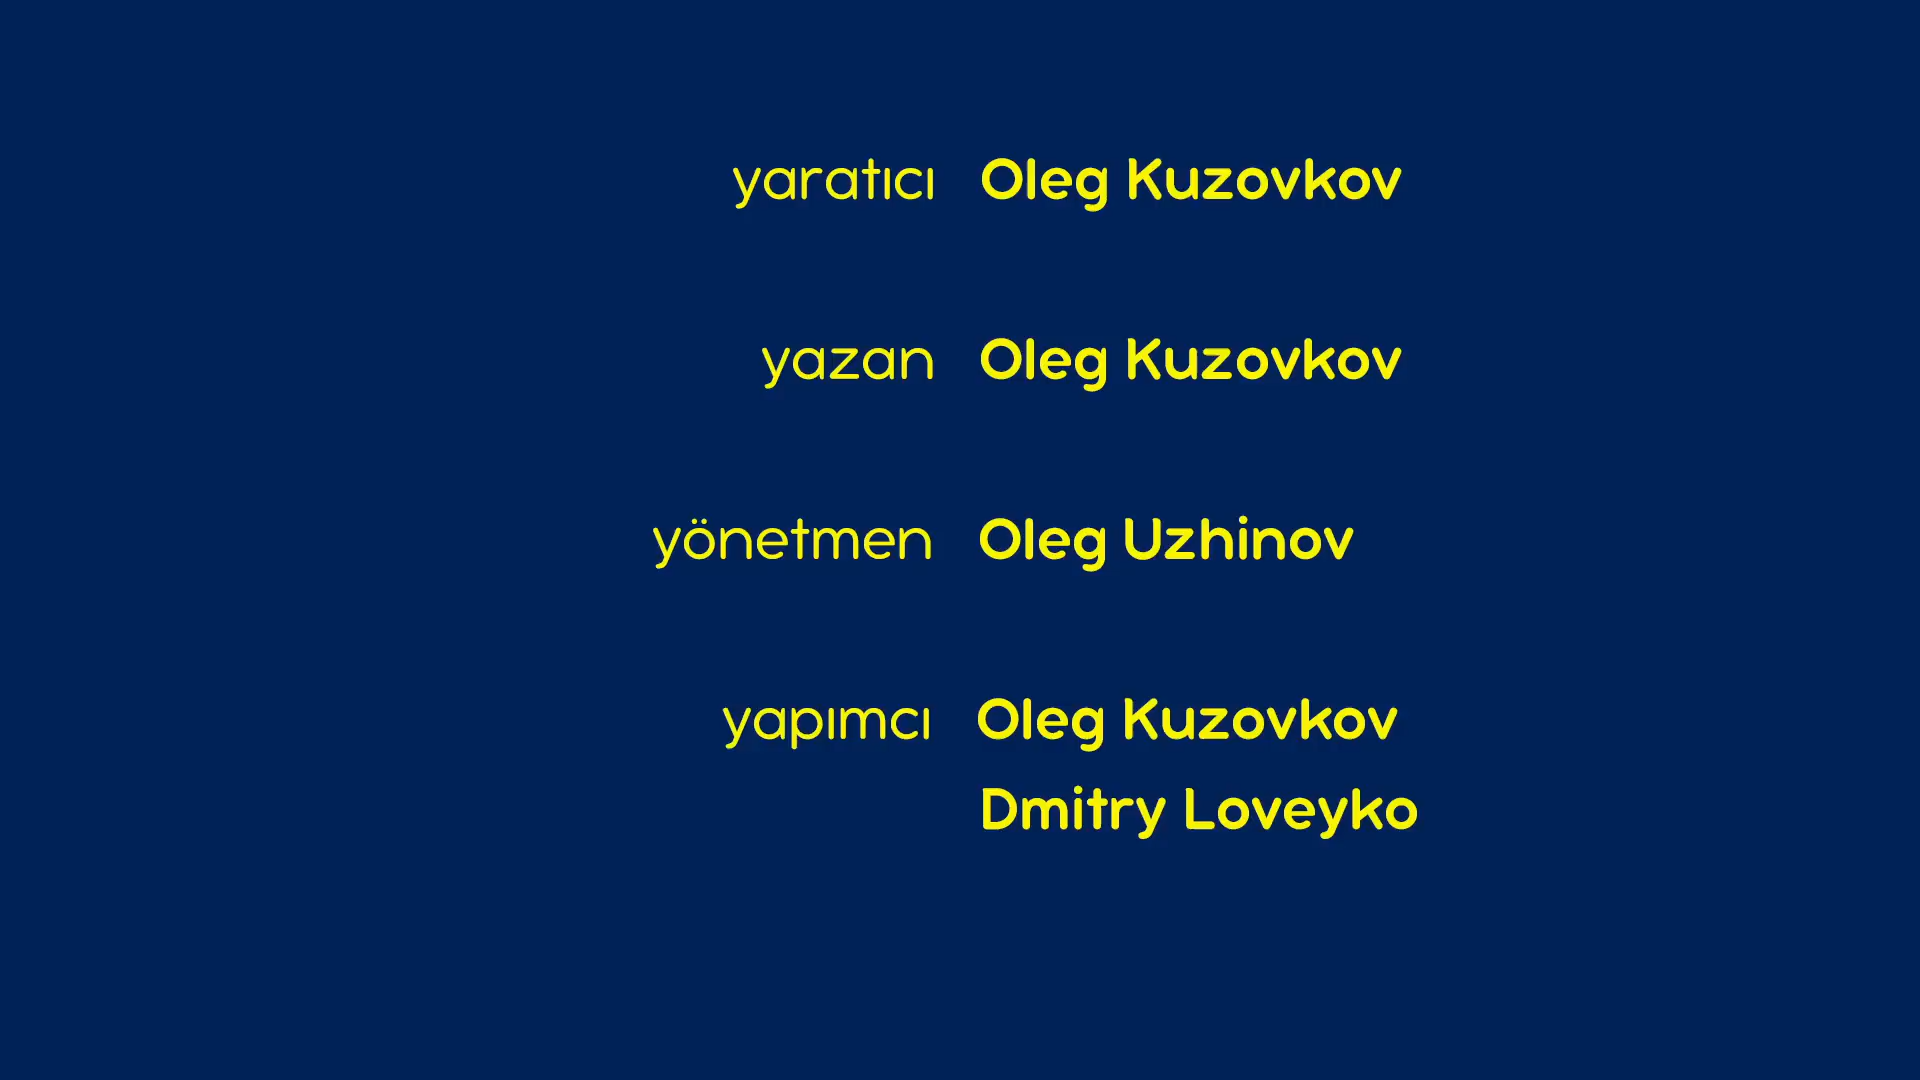 yaratıcı Oleg Kuzovkov
yazan Oleg Kuzovkov
yönetmen Oleg Uzhinov
yapımcı Oleg Kuzovkov
Dmitry Loveyko